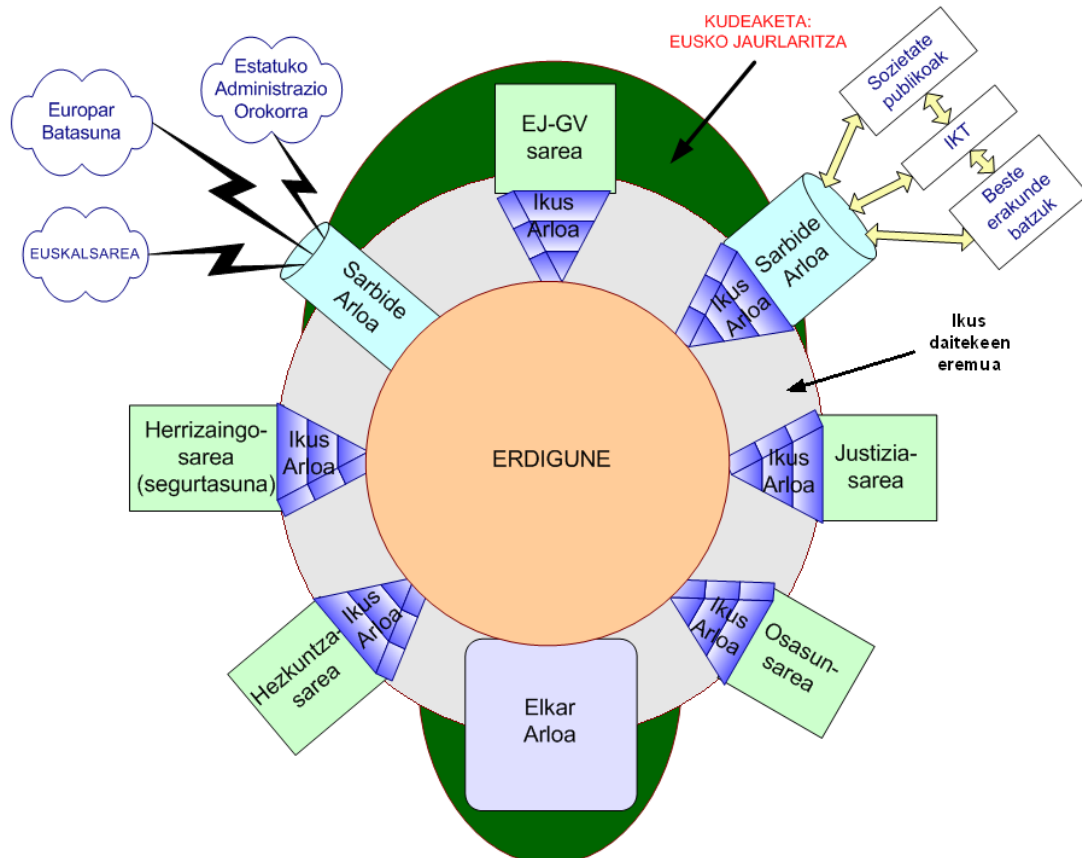 KUDEAKETA:
EUSKO JAURLARITZA
Estatuko
Administrazio
Orokorra
Europar
Batasuna
EUSKALSAREA
Sozietate
publikoak
IKT
Beste
erakunde
batzuk
EJ-GV
sarea
Ikus
Arloa
Sarbide
Arloa
Sarbide
Arloa
Ikus
Arloa
Ikus
daitekeen
eremua
Herrizaingo-
sarea
(segurtasuna)
Ikus
Arloa
ERDIGUNE
Ikus
Arloa
Justizia-
sarea
Hezkuntza-
sarea
Ikus
Arloa
Ikus
Arloa
Osasun-
sarea
Elkar
Arloa